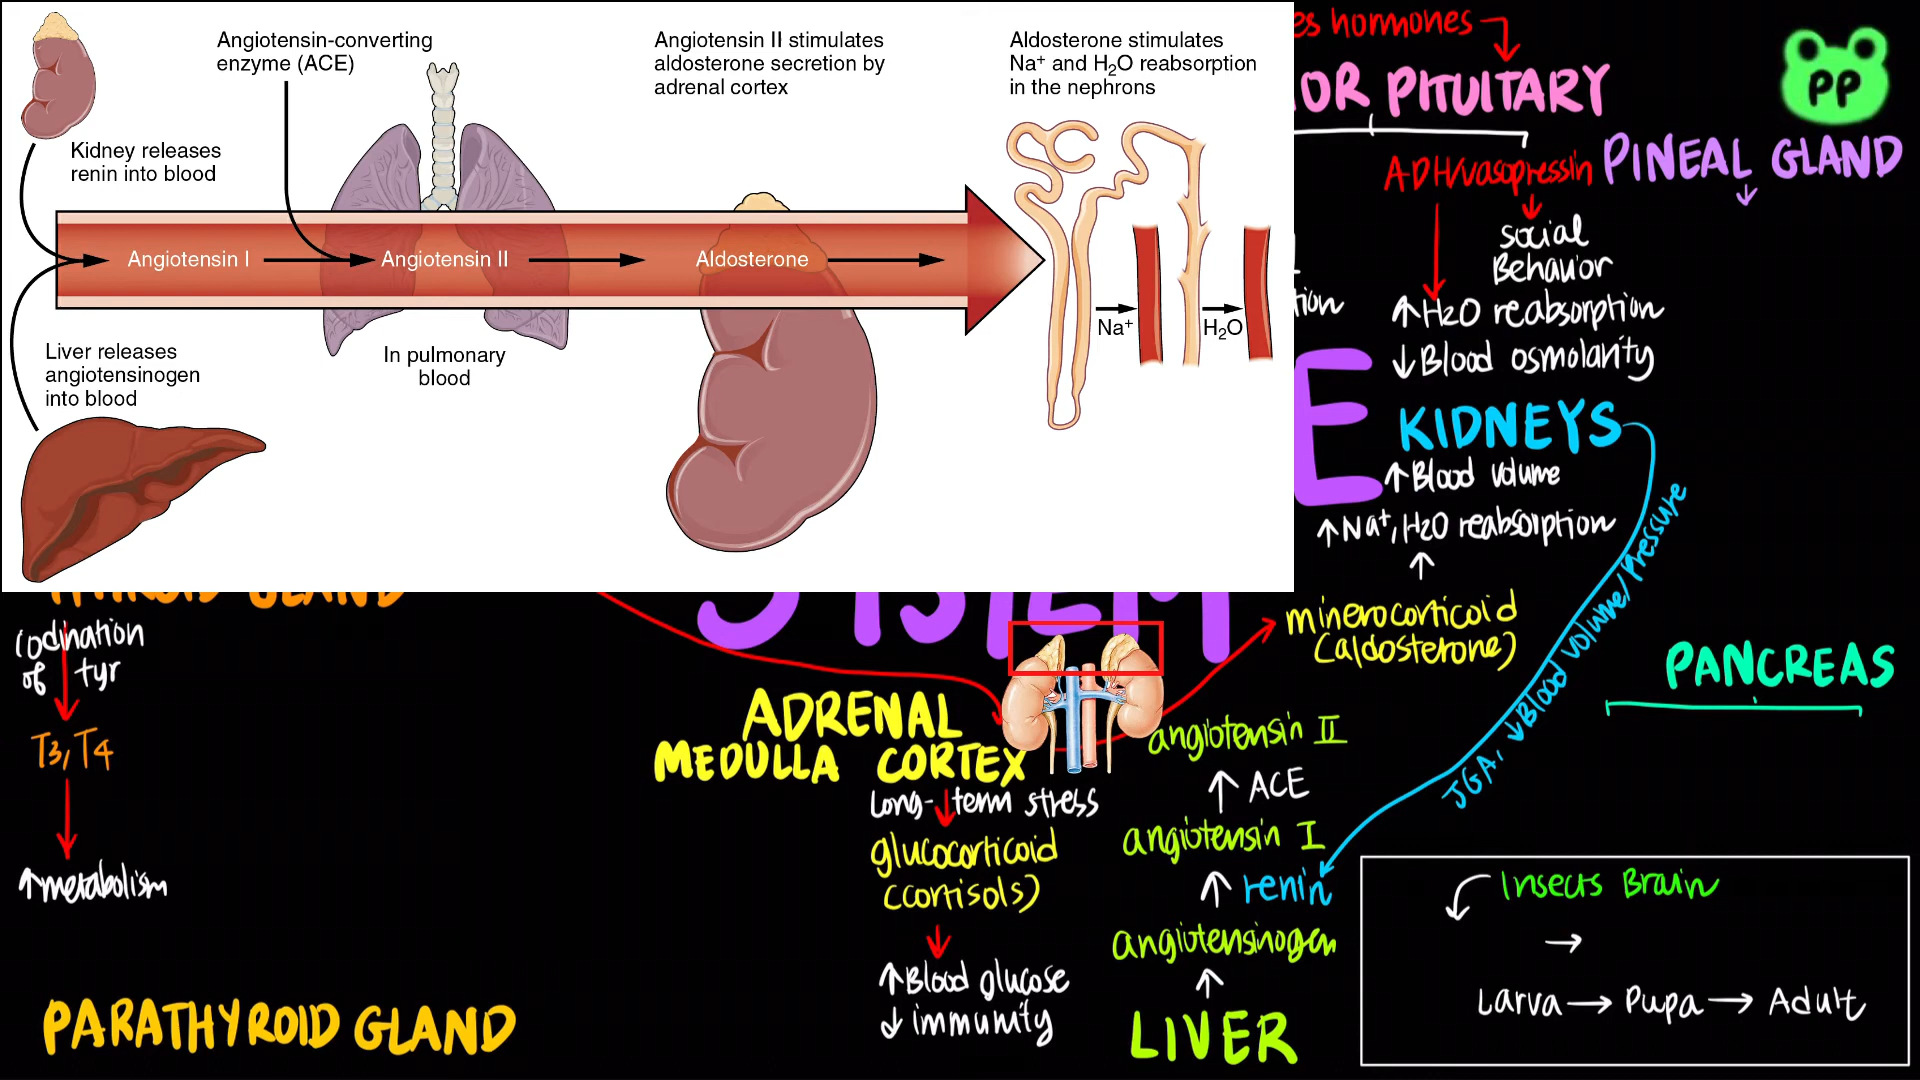 Angiotensin-converting
enzyme (ACE)
Angiotensin II stimulates
aldosterone secretion by
adrenal cortex
Aldosterone stimulates
Na⁺ and H₂O reabsorption
in the nephrons
Kidney releases
renin into blood
Angiotensin I
Angiotensin II
Aldosterone
Na⁺
H₂O
In pulmonary
blood
Liver releases
angiotensinogen
into blood
hormones
PITUITARY
PP
PINEAL GLAND
ADH/vasopressin
social
Behavior
↑H₂O reabsorption
↓Blood osmolarity
E
KIDNEYS
↑Blood volume
↑Na⁺, H₂O reabsorption
↑
JGA, ↓Blood volume/Pressure
minerocorticoid
(aldosterone)
SYSTEM
GLAND
iodination
of tyr
T3, T4
↑metabolism
PARATHYROID GLAND
ADRENAL
MEDULLA CORTEX
long-term stress
glucocorticoid
(cortisols)
↑Blood glucose
↓ immunity
angiotensin II
↑ ACE
angiotensin I
↑ renin
angiotensinogen
↑
LIVER
PANCREAS
Insects Brain
→
Larva → Pupa → Adult